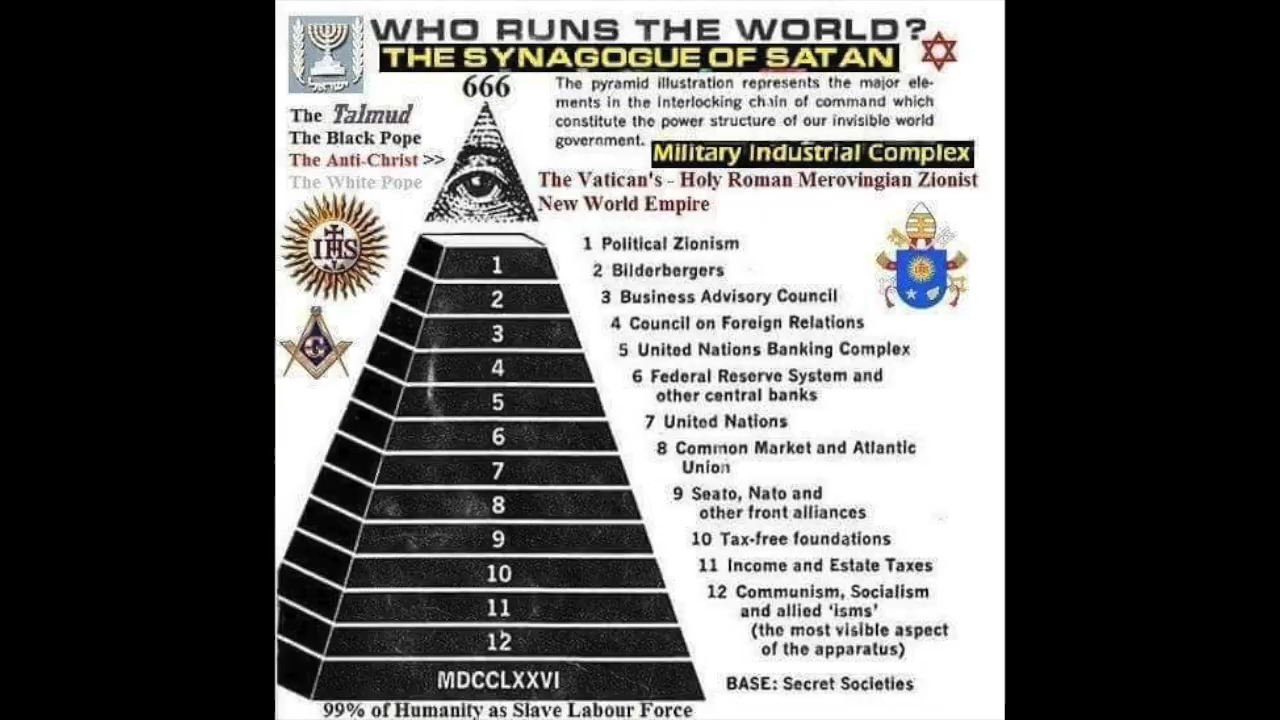 WHO RUNS THE WORLD?
THE SYNAGOGUE OF SATAN
ישראל
666
The pyramid illustration represents the major ele-
ments in the interlocking chain of command which
constitute the power structure of our invisible world
government.
Military Industrial Complex
The Talmud
The Black Pope
The Anti-Christ >>
The White Pope
The Vatican's - Holy Roman Merovingian Zionist
New World Empire
IHS
G
1 Political Zionism
2 Bilderbergers
3 Business Advisory Council
4 Council on Foreign Relations
5 United Nations Banking Complex
6 Federal Reserve System and
other central banks
7 United Nations
8 Common Market and Atlantic
Union
9 Seato, Nato and
other front alliances
10 Tax-free foundations
11 Income and Estate Taxes
12 Communism, Socialism
and allied 'isms'
(the most visible aspect
of the apparatus)
BASE: Secret Societies
1
2
3
4
5
6
7
8
9
10
11
12
MDCCLXXVI
99% of Humanity as Slave Labour Force